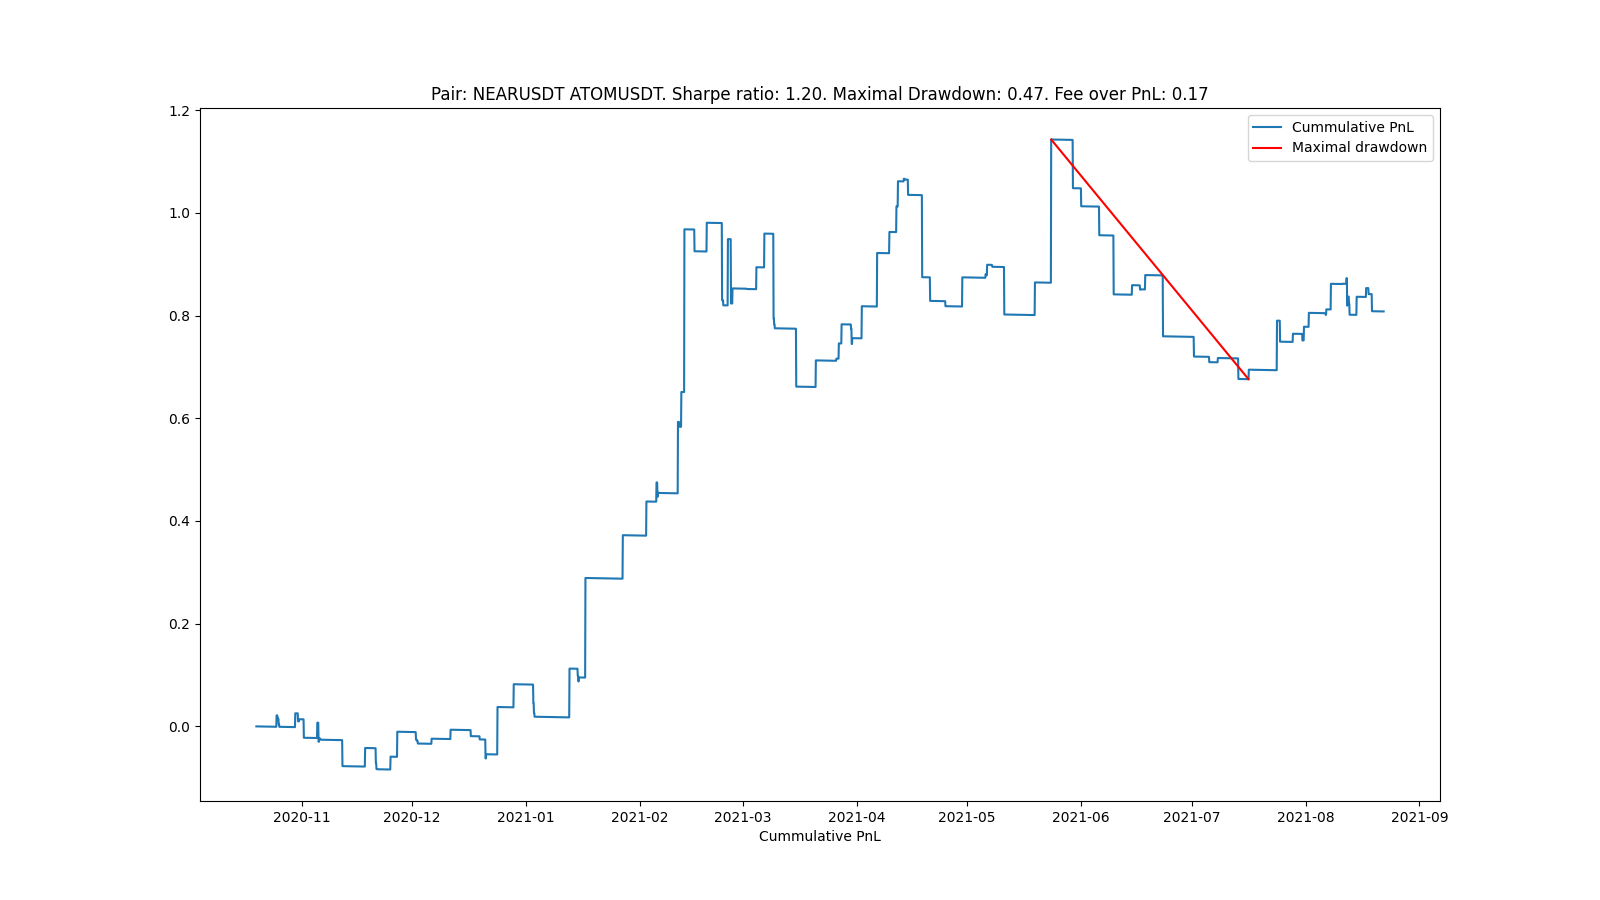 Pair: NEARUSDT ATOMUSDT. Sharpe ratio: 1.20. Maximal Drawdown: 0.47. Fee over PnL: 0.17
Cummulative PnL
Maximal drawdown
1.2
1.0
0.8
0.6
0.4
0.2
0.0
2020-11 2020-12 2021-01 2021-02 2021-03 2021-04 2021-05 2021-06 2021-07 2021-08 2021-09
Cummulative PnL